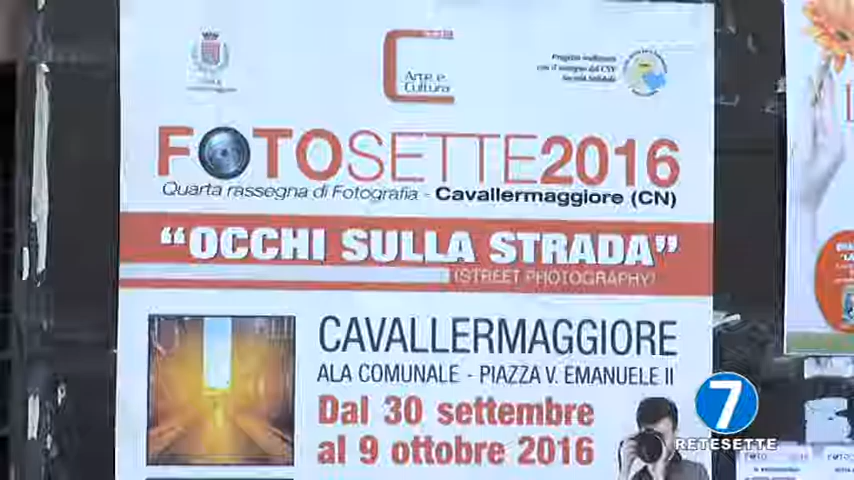 Arte e
Cultura
FOTOSETTE2016
Quarta rassegna di Fotografia - Cavallermaggiore (CN)
"OCCHI SULLA STRADA"
(STREET PHOTOGRAPHY)
CAVALLERMAGGIORE
ALA COMUNALE - PIAZZA V. EMANUELE II
Dal 30 settembre
al 9 ottobre 2016
7
RETESETTE